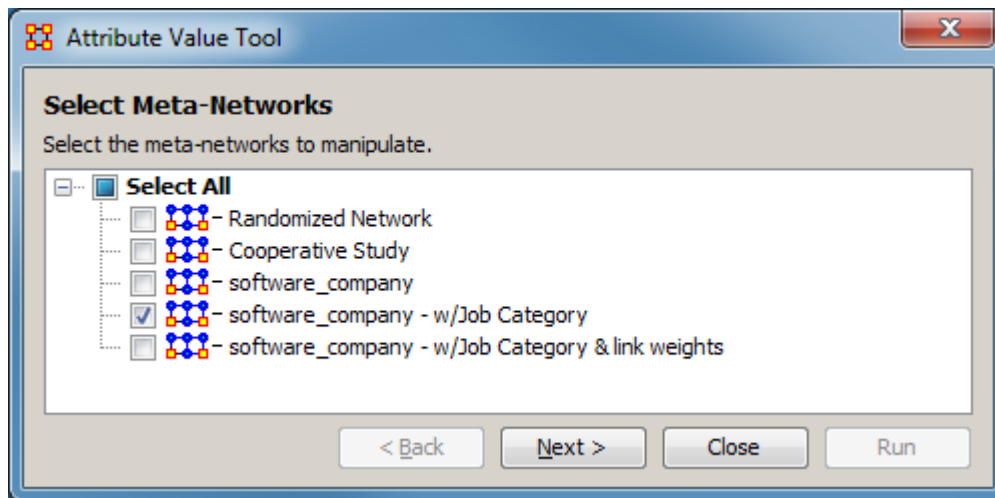 Attribute Value Tool
Select Meta-Networks
Select the meta-networks to manipulate.
Select All
– Randomized Network
– Cooperative Study
– software_company
– software_company - w/Job Category
– software_company - w/Job Category & link weights
< Back Next > Close Run